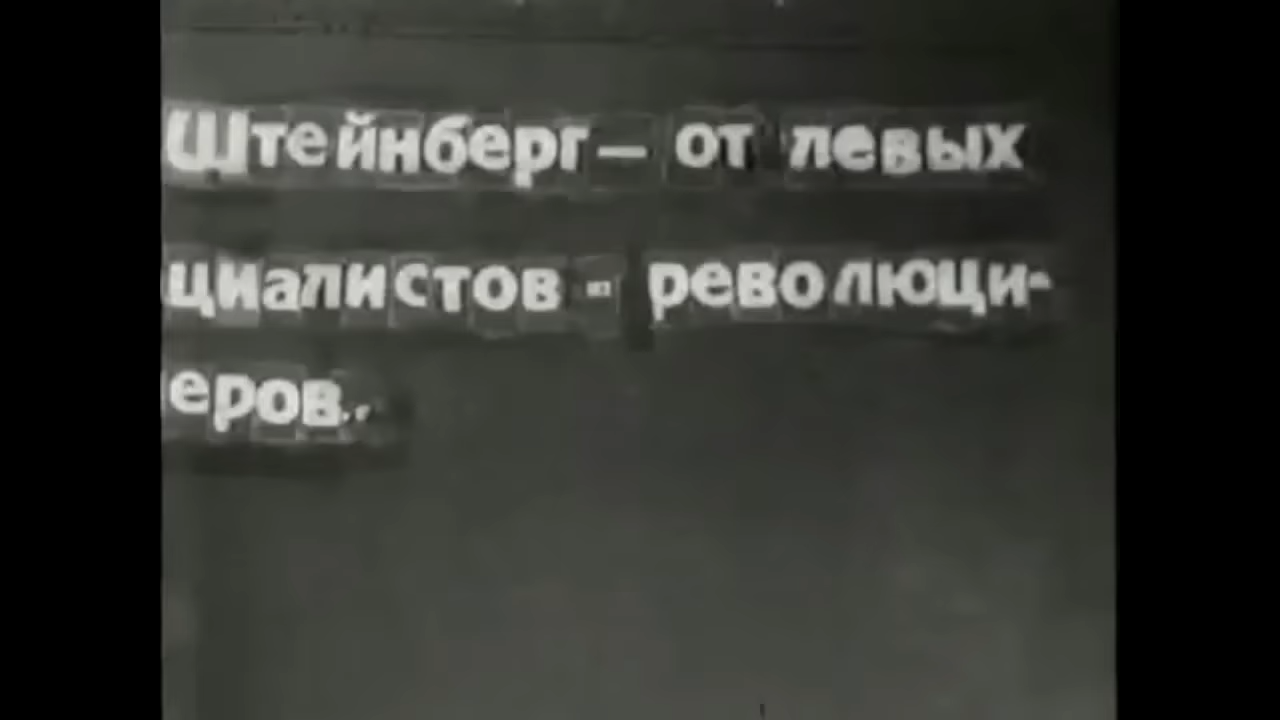 Штейнберг — от левых
циалистов - революци-
еров..